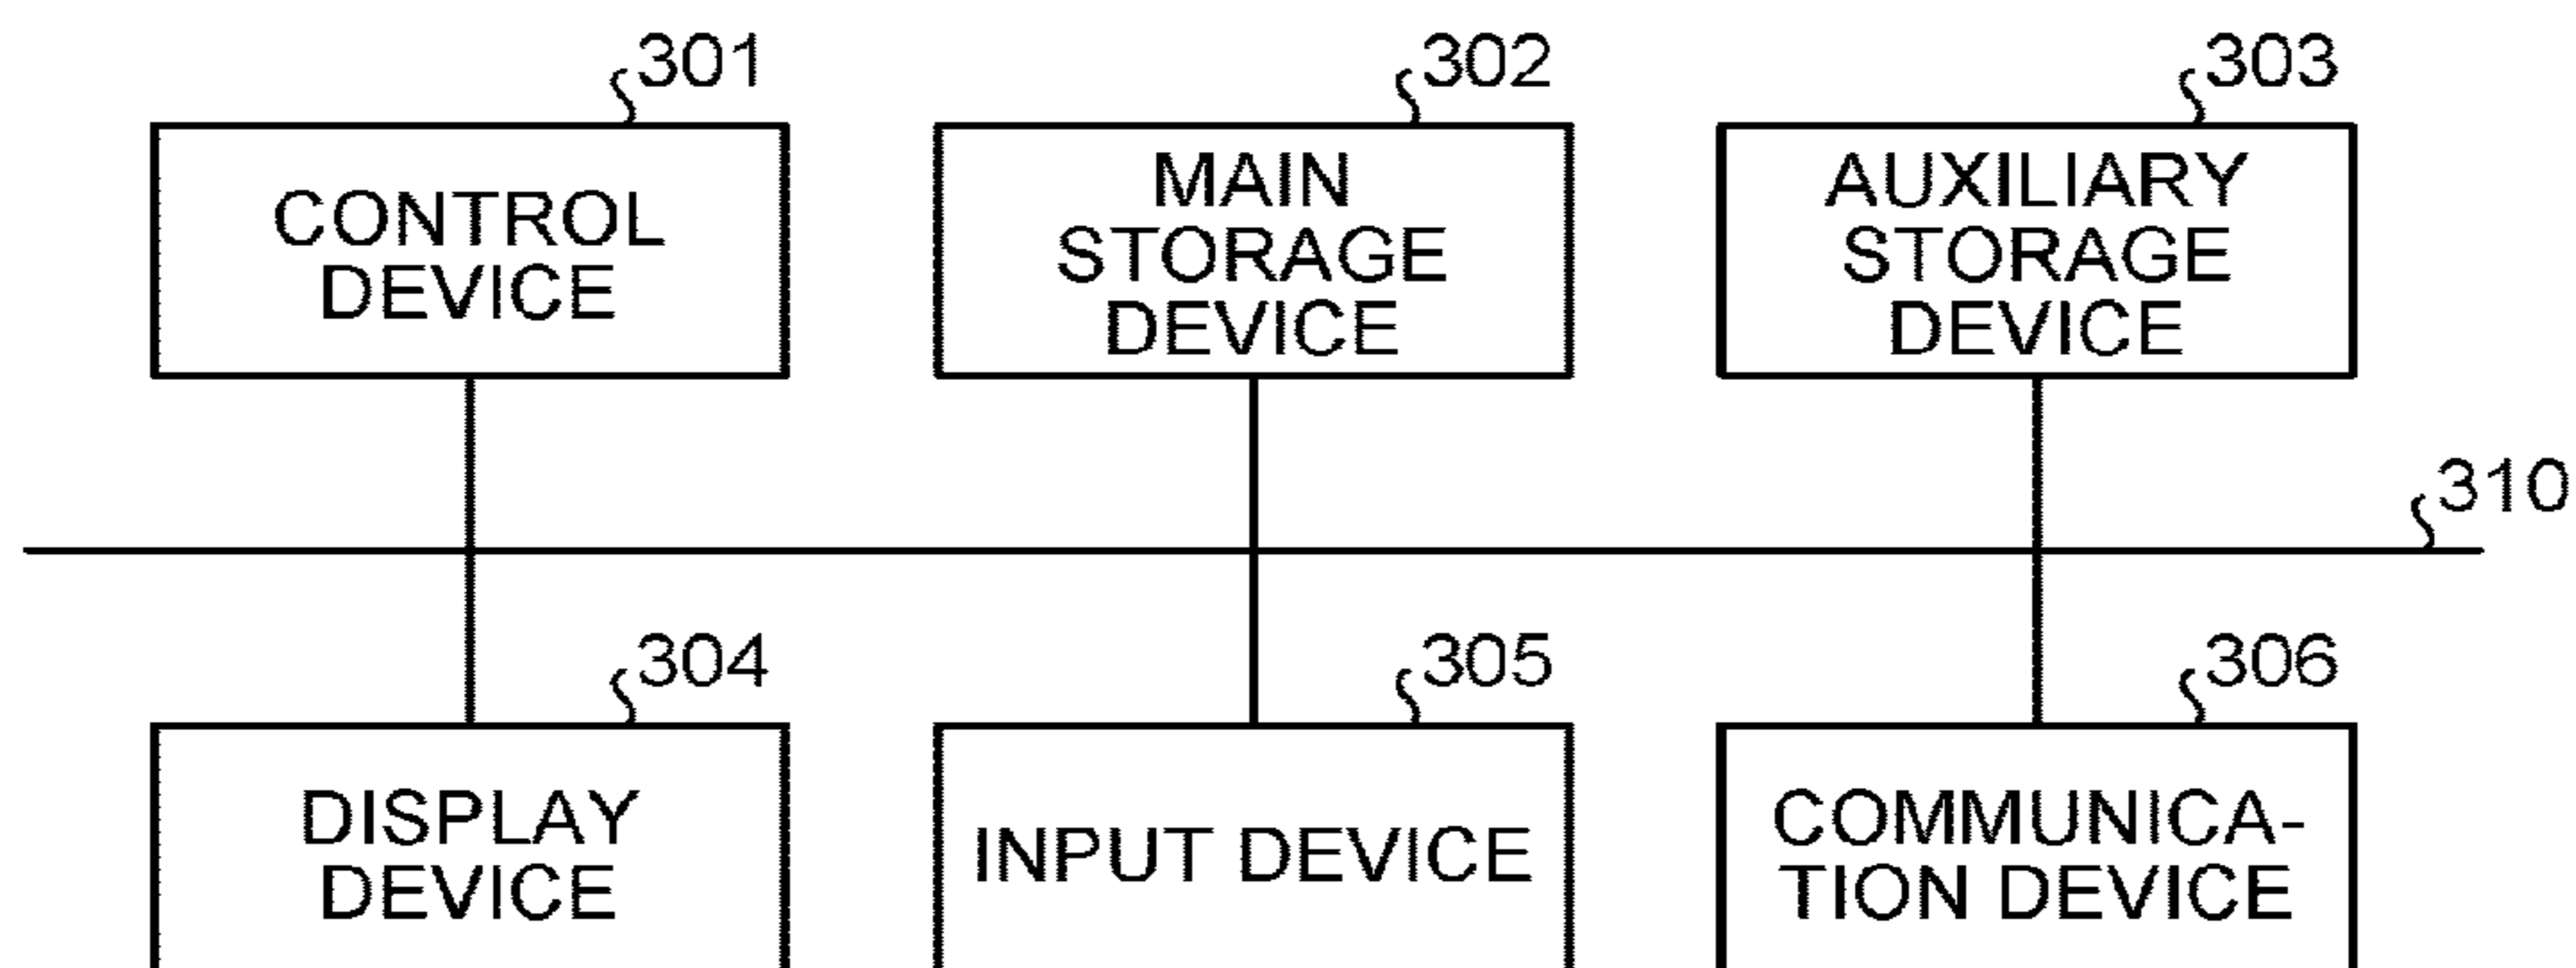 301
302
303
CONTROL
DEVICE
MAIN
STORAGE
DEVICE
AUXILIARY
STORAGE
DEVICE
310
304
305
306
DISPLAY
DEVICE
INPUT DEVICE
COMMUNICA-
TION DEVICE